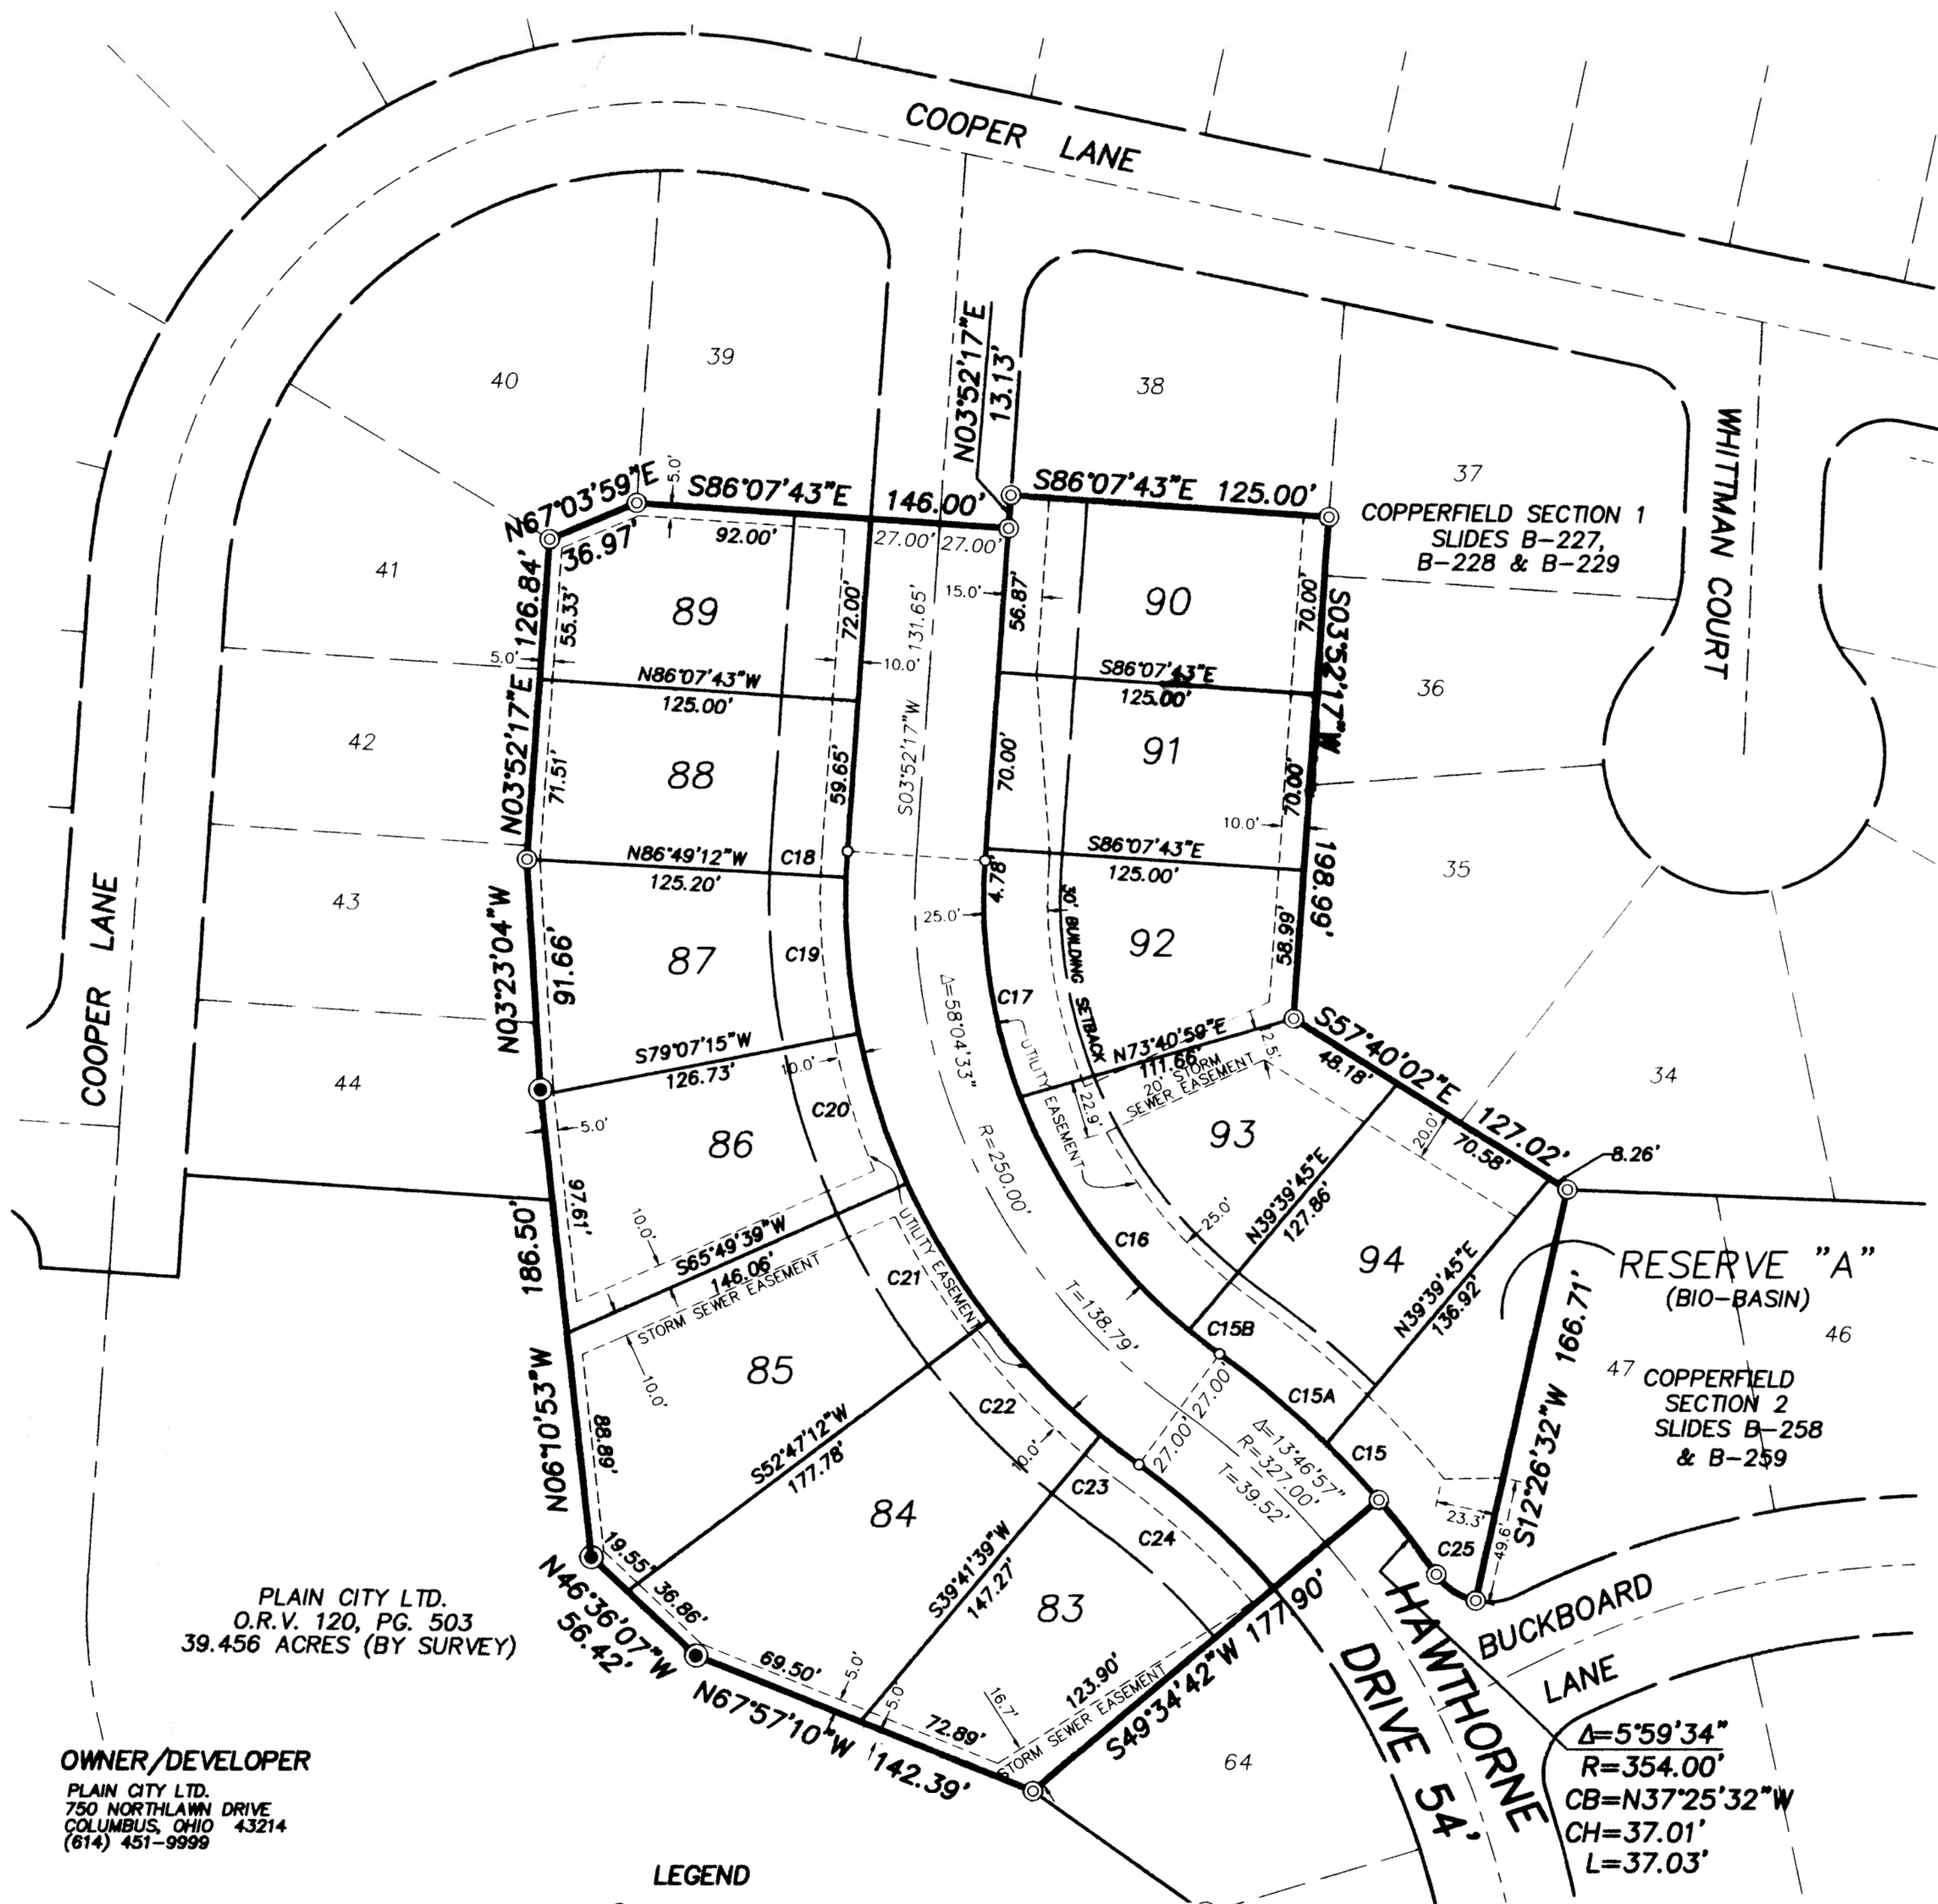 COOPER LANE
40
39
38
37
N03°52'17"E
13.13'
WHITTMAN COURT
N67°03'59"E
36.97'
5.0'
S86°07'43"E 146.00'
92.00'
27.00' 27.00'
S86°07'43"E 125.00'
COPPERFIELD SECTION 1
SLIDES B-227,
B-228 & B-229
41
N03°52'17"E 126.84'
55.33'
89
72.00'
131.65'
15.0'
56.87'
90
70.00'
S03°52'17"W
198.99'
36
5.0'
10.0'
N86°07'43"W
125.00'
S86°07'43"E
125.00'
42
71.51'
88
59.65'
S03°52'17"W
70.00'
91
70.00'
10.0'
N86°49'12"W
125.20'
C18
S86°07'43"E
125.00'
4.78'
35
43
COOPER LANE
N03°23'04"W
91.66'
87
C19
25.0'
30' BUILDING SETBACK
92
58.99'
Δ=58°04'33"
C17
44
S79°07'15"W
126.73'
10.0'
N73°40'59"E
111.66'
20' STORM
SEWER EASEMENT
2.5'
S57°40'02"E 127.02'
48.18'
34
UTILITY EASEMENT
22.9'
5.0'
C20
86
R=250.00'
93
20.0'
70.58'
8.26'
97.61'
186.50'
10.0'
S65°49'39"W
146.06'
STORM SEWER EASEMENT
UTILITY EASEMENT
C21
C16
25.0'
N39°39'45"E
127.86'
94
N39°39'45"E
136.92'
RESERVE "A"
(BIO-BASIN)
46
47
T=138.79'
C15B
N06°10'53"W
85
10.0'
88.89'
S52°47'12"W
177.78'
C22
10.0'
27.00' 27.00'
C15A
C15
S12°26'32"W 166.71'
COPPERFIELD
SECTION 2
SLIDES B-258
& B-259
Δ=13°46'57"
R=327.00'
T=39.52'
C23
C24
84
S39°41'39"W
147.27'
23.3'
49.6'
C25
19.55'
36.86'
N46°36'07"W
56.42'
PLAIN CITY LTD.
O.R.V. 120, PG. 503
39.456 ACRES (BY SURVEY)
83
69.50'
5.0'
5.0'
N67°57'10"W
142.39'
72.89'
16.7'
123.90'
STORM SEWER EASEMENT
S49°34'42"W 177.90'
HAWTHORNE
DRIVE 54'
BUCKBOARD
LANE
64
Δ=5°59'34"
R=354.00'
CB=N37°25'32"W
CH=37.01'
L=37.03'
OWNER/DEVELOPER
PLAIN CITY LTD.
750 NORTHLAWN DRIVE
COLUMBUS, OHIO 43214
(614) 451-9999
LEGEND